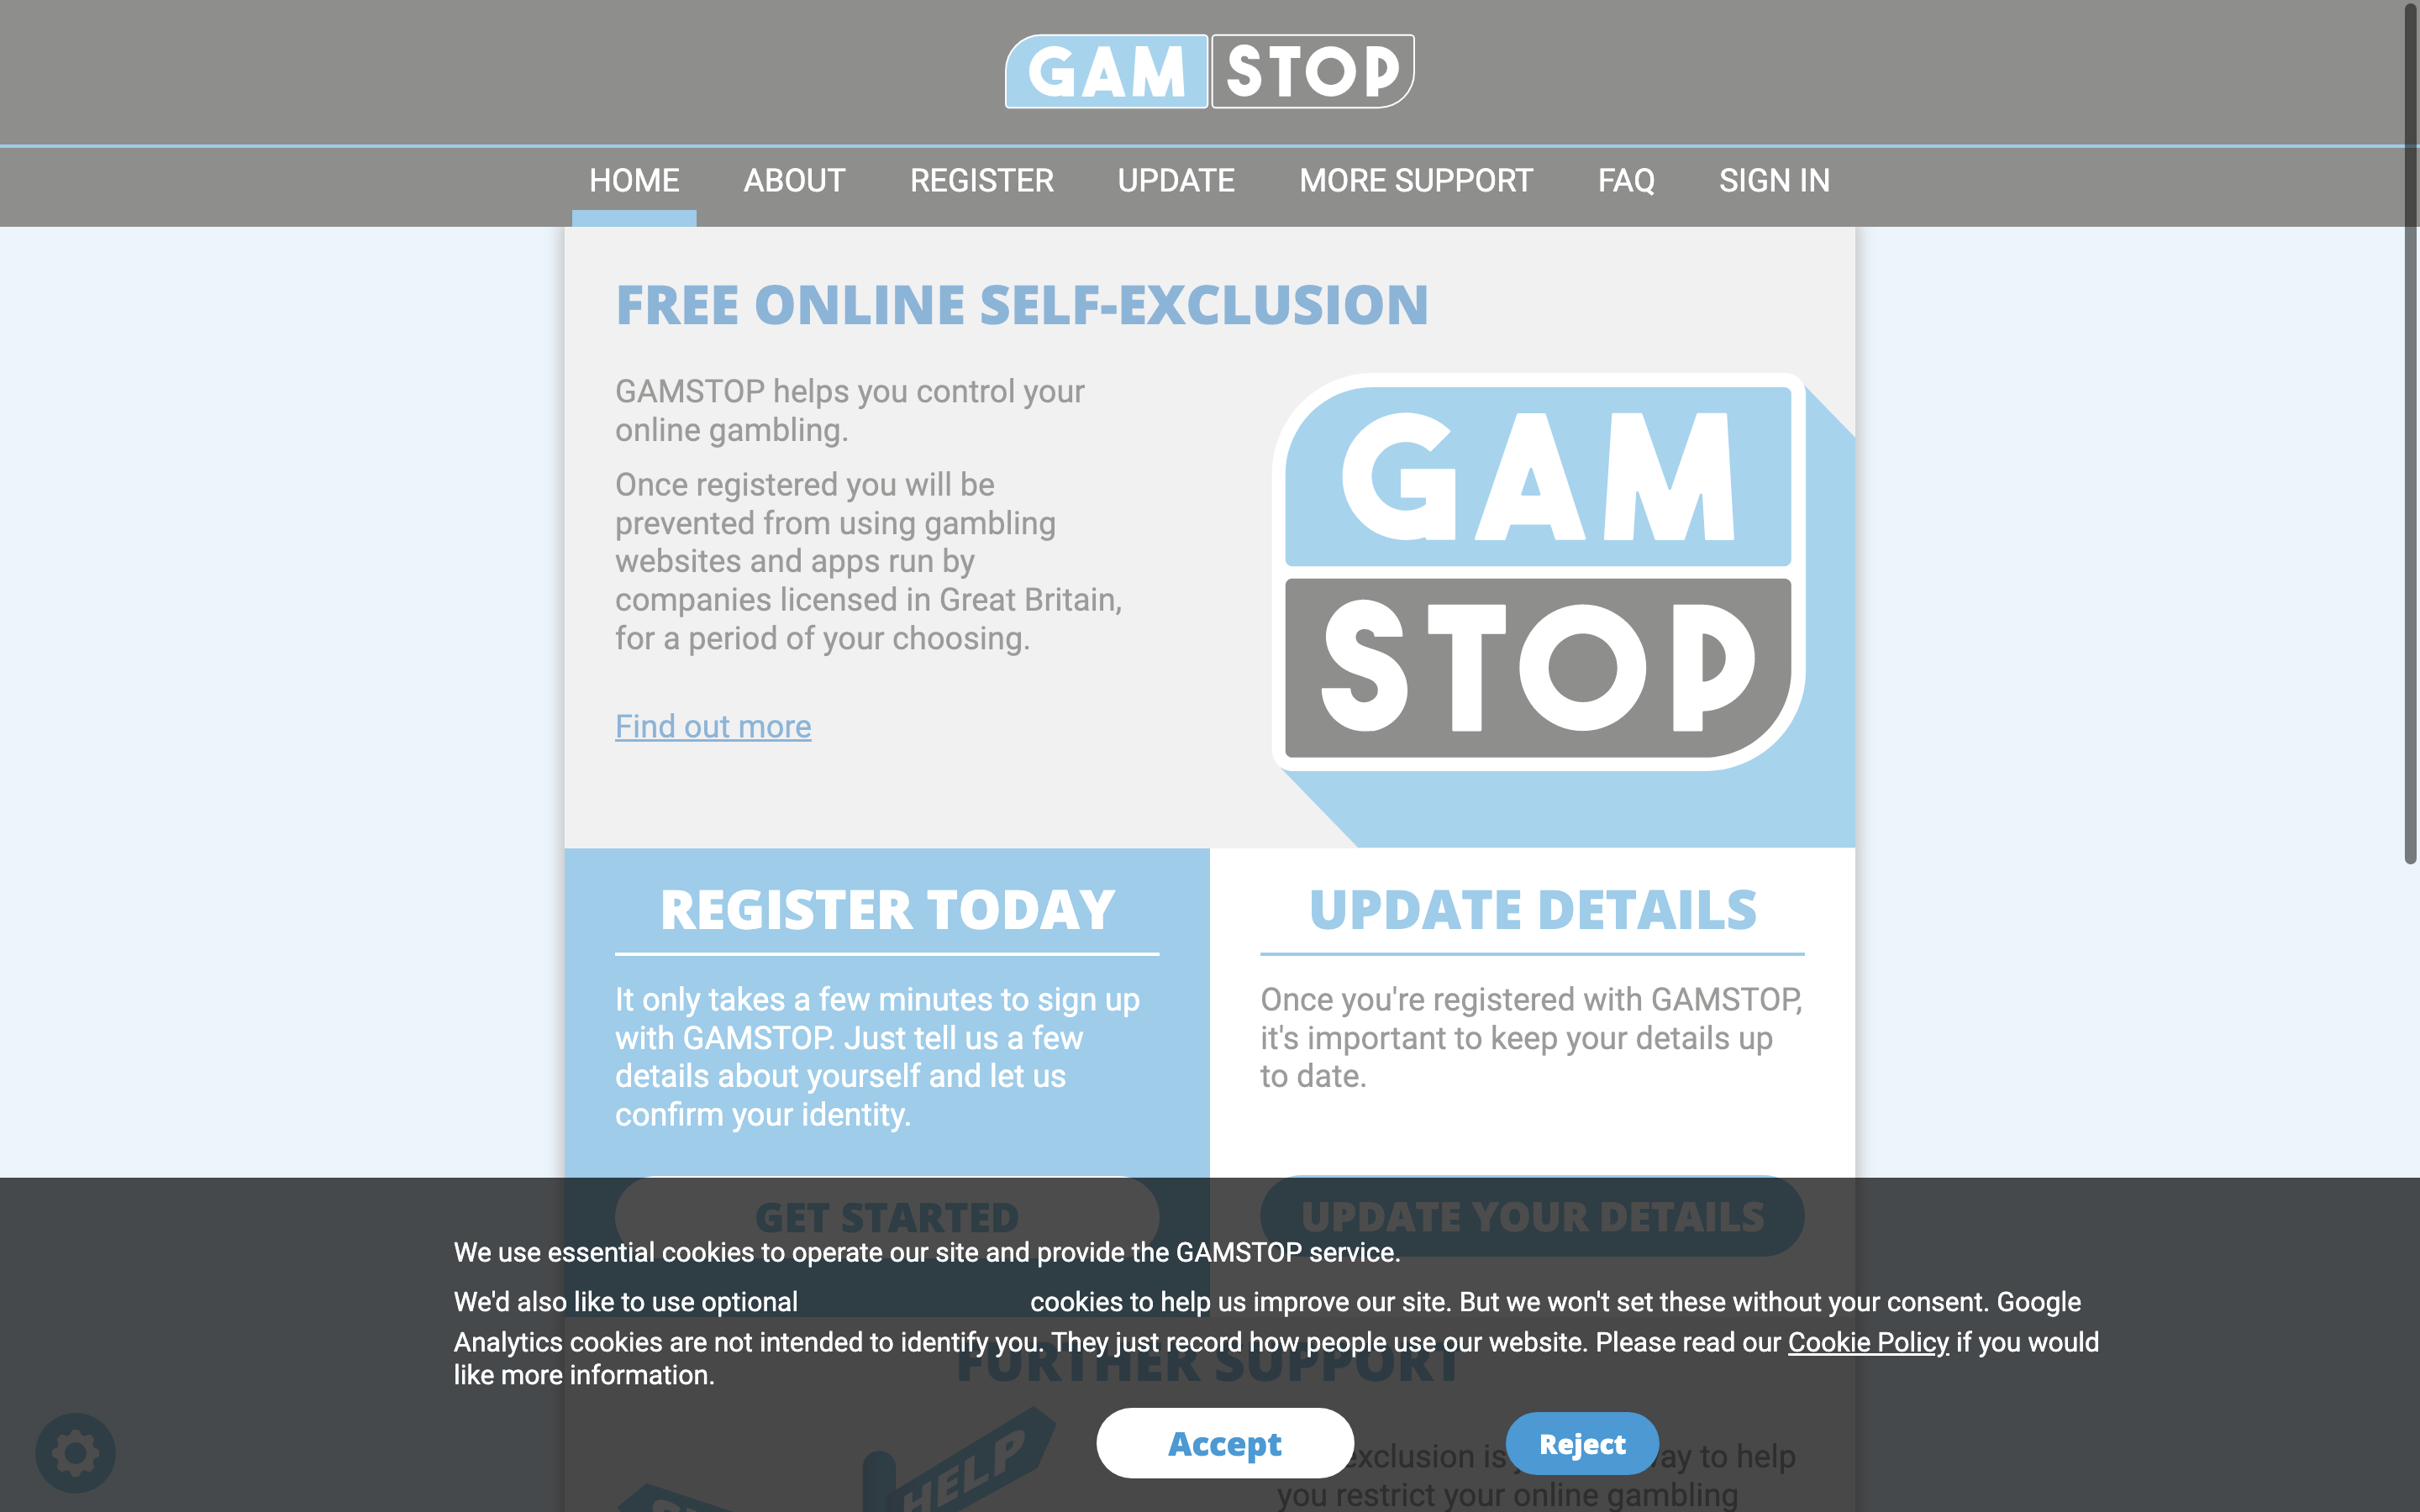 GAM STOP
HOME ABOUT REGISTER UPDATE MORE SUPPORT FAQ SIGN IN
FREE ONLINE SELF-EXCLUSION
GAMSTOP helps you control your
online gambling.
Once registered you will be
prevented from using gambling
websites and apps run by
companies licensed in Great Britain,
for a period of your choosing.
Find out more
GAM
STOP
REGISTER TODAY
It only takes a few minutes to sign up
with GAMSTOP. Just tell us a few
details about yourself and let us
confirm your identity.
GET STARTED
UPDATE DETAILS
Once you're registered with GAMSTOP,
it's important to keep your details up
to date.
UPDATE YOUR DETAILS
We use essential cookies to operate our site and provide the GAMSTOP service.
We'd also like to use optional cookies to help us improve our site. But we won't set these without your consent. Google
Analytics cookies are not intended to identify you. They just record how people use our website. Please read our Cookie Policy if you would
like more information.
FURTHER SUPPORT
Accept
Reject
HELP
exclusion is to help
you restrict your online gambling